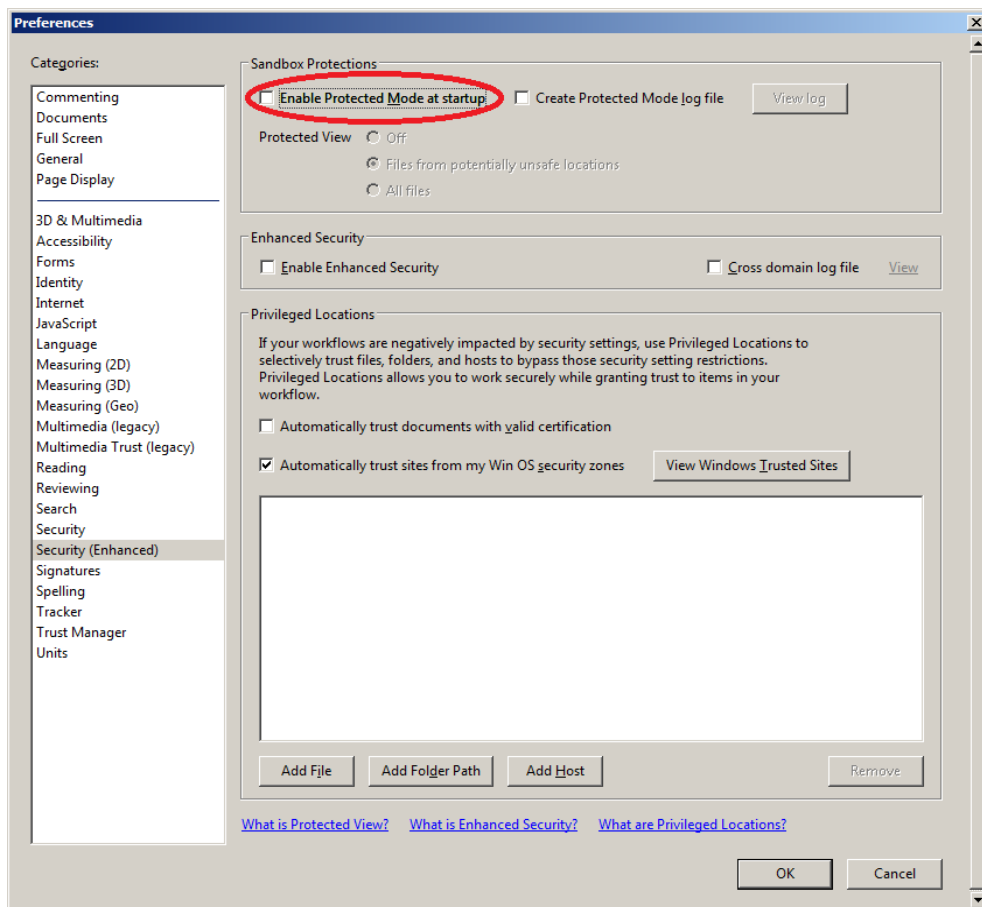 Preferences
Categories:
Commenting
Documents
Full Screen
General
Page Display
3D & Multimedia
Accessibility
Forms
Identity
Internet
JavaScript
Language
Measuring (2D)
Measuring (3D)
Measuring (Geo)
Multimedia (legacy)
Multimedia Trust (legacy)
Reading
Reviewing
Search
Security
Security (Enhanced)
Signatures
Spelling
Tracker
Trust Manager
Units
Sandbox Protections
Enable Protected Mode at startup Create Protected Mode log file View log
Protected View Off
Files from potentially unsafe locations
All files
Enhanced Security
Enable Enhanced Security Cross domain log file View
Privileged Locations
If your workflows are negatively impacted by security settings, use Privileged Locations to
selectively trust files, folders, and hosts to bypass those security setting restrictions.
Privileged Locations allows you to work securely while granting trust to items in your
workflow.
Automatically trust documents with valid certification
Automatically trust sites from my Win OS security zones View Windows Trusted Sites
Add File Add Folder Path Add Host Remove
What is Protected View? What is Enhanced Security? What are Privileged Locations?
OK Cancel